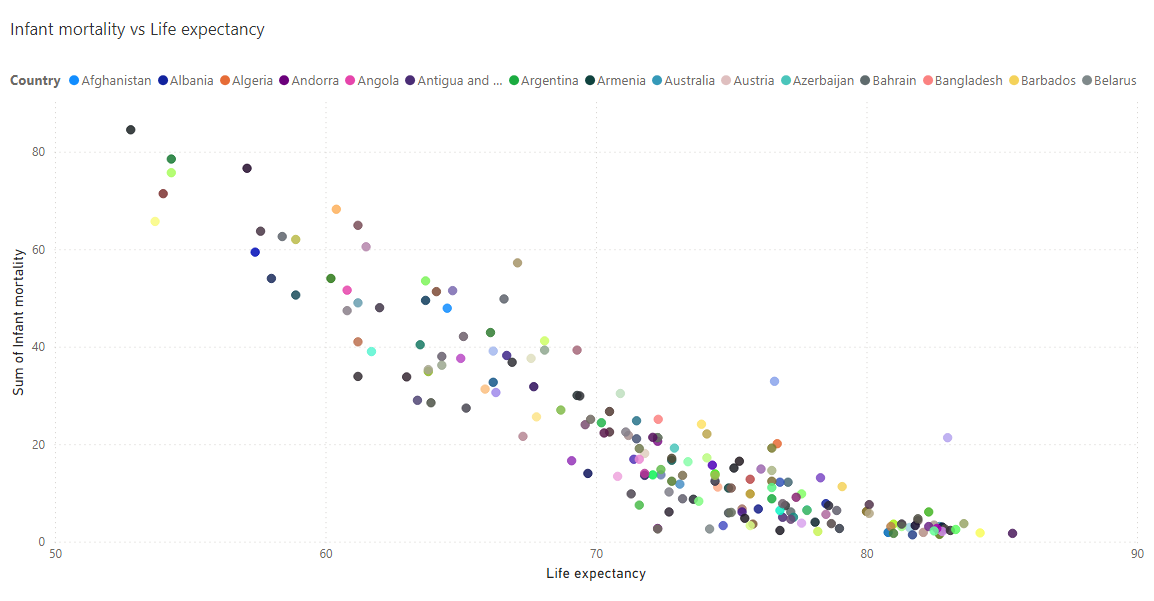 Infant mortality vs Life expectancy
Country Afghanistan Albania Algeria Andorra Angola Antigua and ... Argentina Armenia Australia Austria Azerbaijan Bahrain Bangladesh Barbados Belarus
80
60
40
20
0
Sum of Infant mortality
50 60 70 80 90
Life expectancy